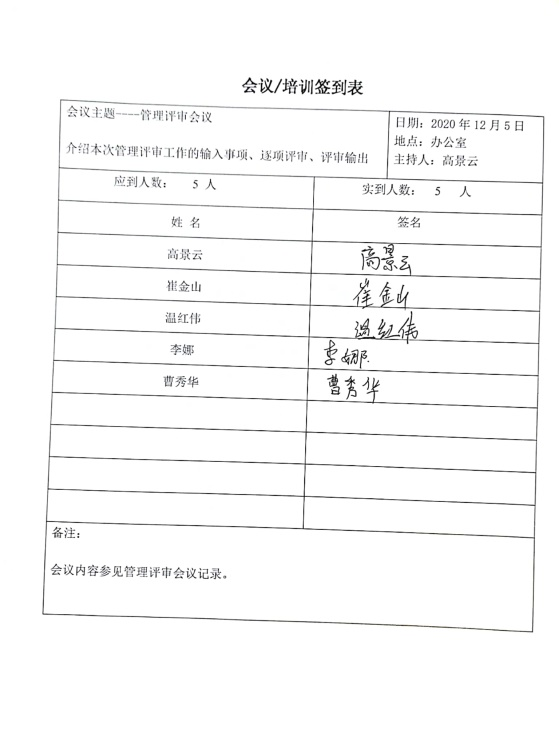 会议/培训签到表
会议主题----管理评审会议
介绍本次管理评审工作的输入事项、逐项评审、评审输出
日期：2020年12月5日
地点：办公室
主持人：高景云
应到人数： 5 人
实到人数： 5 人
姓 名
签名
高景云
高景云
崔金山
崔金山
温红伟
温红伟
李娜
李娜
曹秀华
曹秀华
备注：
会议内容参见管理评审会议记录。